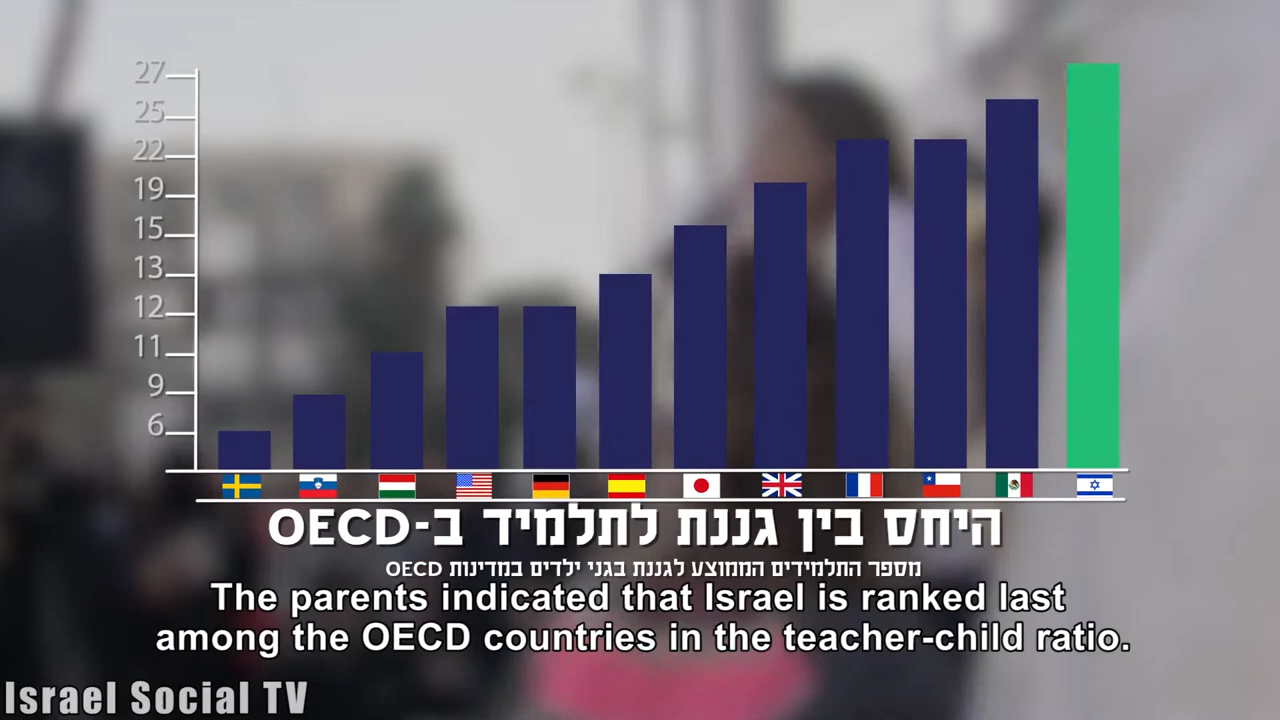 27
25
22
19
15
13
12
11
9
6
היחס בין גננת לתלמיד ב-OECD
מספר התלמידים הממוצע לגננת בגני ילדים במדינות OECD
The parents indicated that Israel is ranked last
among the OECD countries in the teacher-child ratio.
Israel Social TV